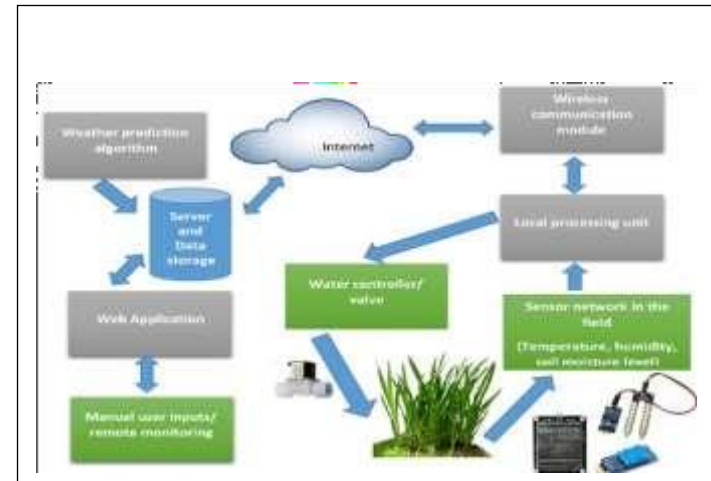 Wireless
communication
module
Weather prediction
algorithm
Internet
Server
and
Data
storage
Local processing unit
Water controller/
valve
Sensor network in the
field
(Temperature, humidity,
soil moisture level)
Web Application
Manual user inputs/
remote monitoring